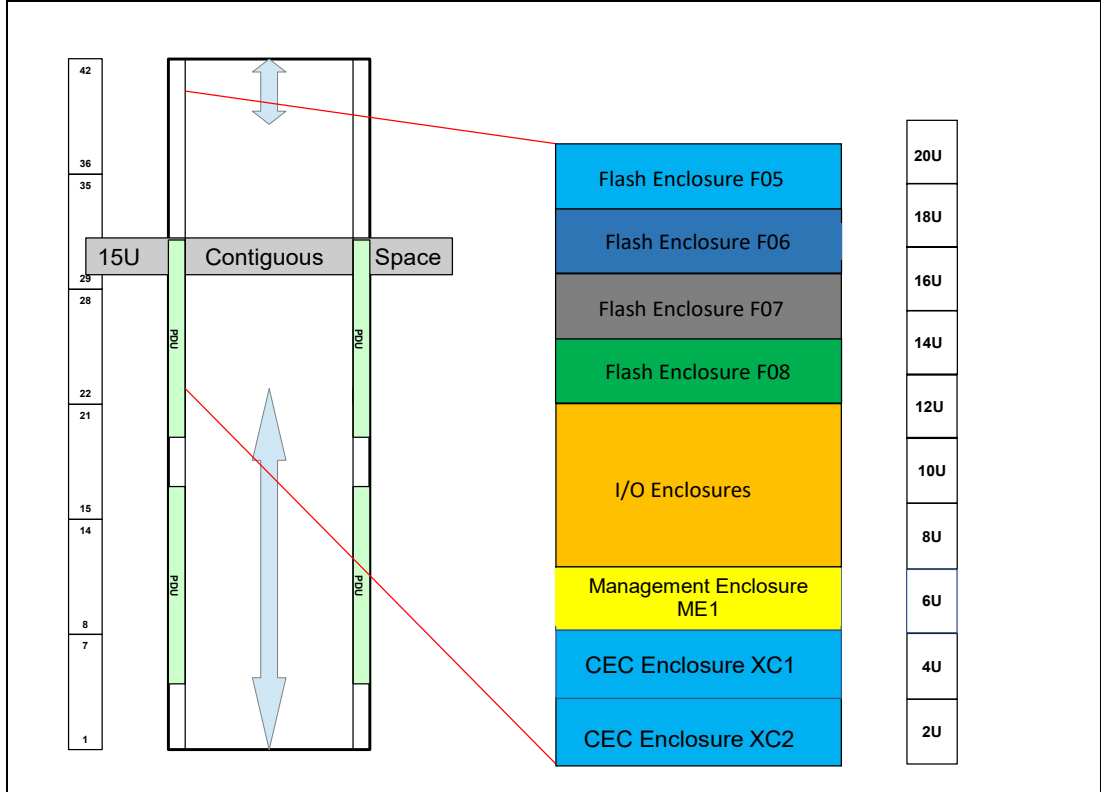 42
36
35
15U Contiguous Space
29
28
PDU
PDU
22
21
15
14
PDU
PDU
8
7
1
Flash Enclosure F05
Flash Enclosure F06
Flash Enclosure F07
Flash Enclosure F08
I/O Enclosures
Management Enclosure
ME1
CEC Enclosure XC1
CEC Enclosure XC2
20U
18U
16U
14U
12U
10U
8U
6U
4U
2U